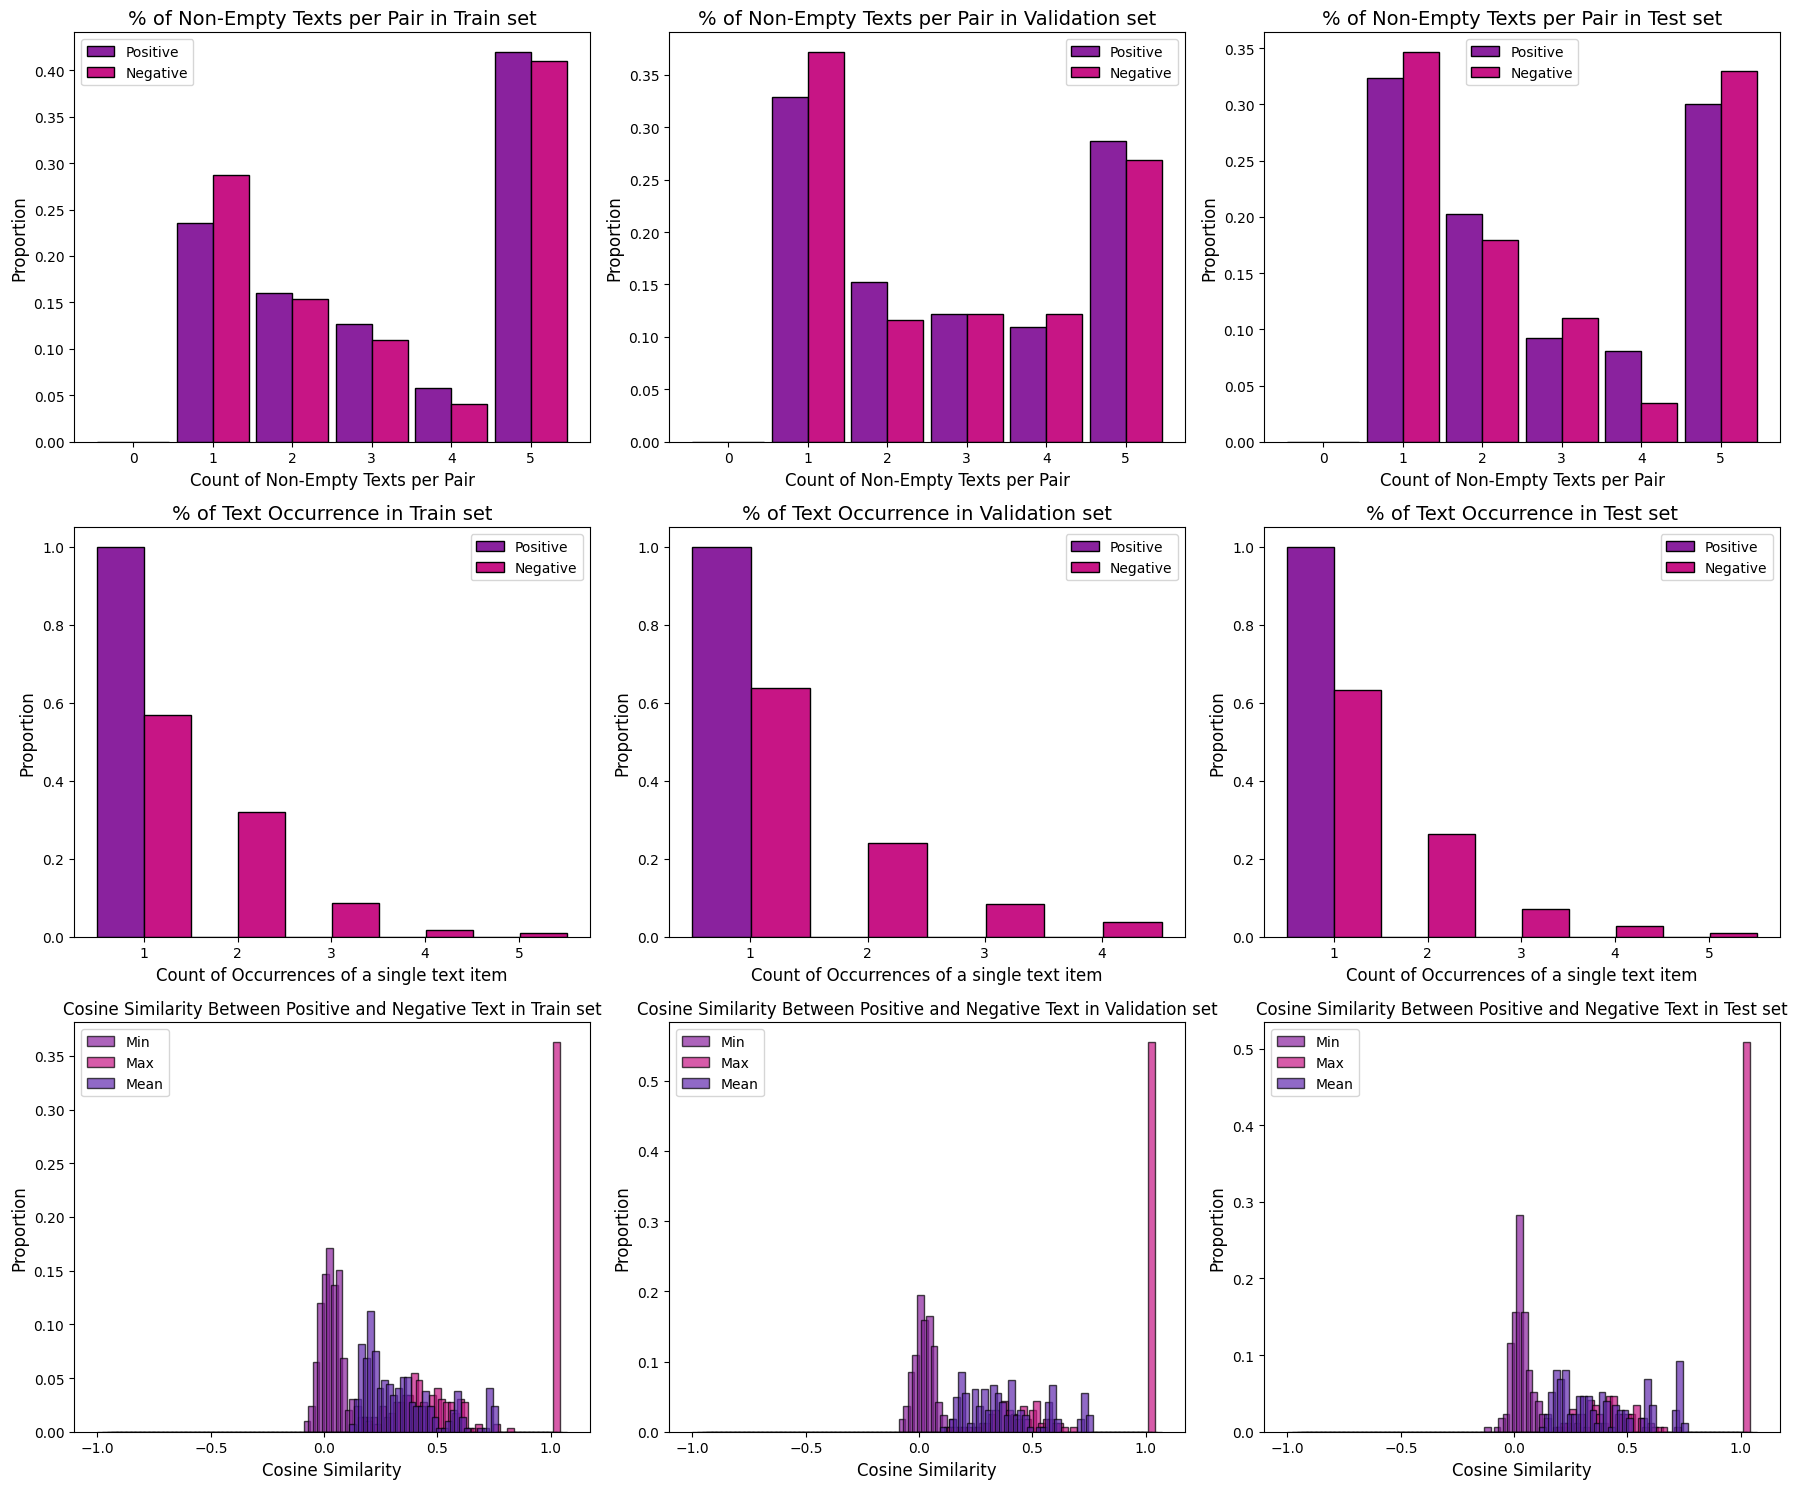 % of Non-Empty Texts per Pair in Train set
Positive
Negative
0.40
0.35
0.30
0.25
0.20
0.15
0.10
0.05
0.00
Proportion
0 1 2 3 4 5
Count of Non-Empty Texts per Pair
% of Non-Empty Texts per Pair in Validation set
Positive
Negative
0.35
0.30
0.25
0.20
0.15
0.10
0.05
0.00
Proportion
0 1 2 3 4 5
Count of Non-Empty Texts per Pair
% of Non-Empty Texts per Pair in Test set
Positive
Negative
0.35
0.30
0.25
0.20
0.15
0.10
0.05
0.00
Proportion
0 1 2 3 4 5
Count of Non-Empty Texts per Pair
% of Text Occurrence in Train set
Positive
Negative
1.0
0.8
0.6
0.4
0.2
0.0
Proportion
1 2 3 4 5
Count of Occurrences of a single text item
% of Text Occurrence in Validation set
Positive
Negative
1.0
0.8
0.6
0.4
0.2
0.0
Proportion
1 2 3 4
Count of Occurrences of a single text item
% of Text Occurrence in Test set
Positive
Negative
1.0
0.8
0.6
0.4
0.2
0.0
Proportion
1 2 3 4 5
Count of Occurrences of a single text item
Cosine Similarity Between Positive and Negative Text in Train set
Min
Max
Mean
0.35
0.30
0.25
0.20
0.15
0.10
0.05
0.00
Proportion
−1.0 −0.5 0.0 0.5 1.0
Cosine Similarity
Cosine Similarity Between Positive and Negative Text in Validation set
Min
Max
Mean
0.5
0.4
0.3
0.2
0.1
0.0
Proportion
−1.0 −0.5 0.0 0.5 1.0
Cosine Similarity
Cosine Similarity Between Positive and Negative Text in Test set
Min
Max
Mean
0.5
0.4
0.3
0.2
0.1
0.0
Proportion
−1.0 −0.5 0.0 0.5 1.0
Cosine Similarity